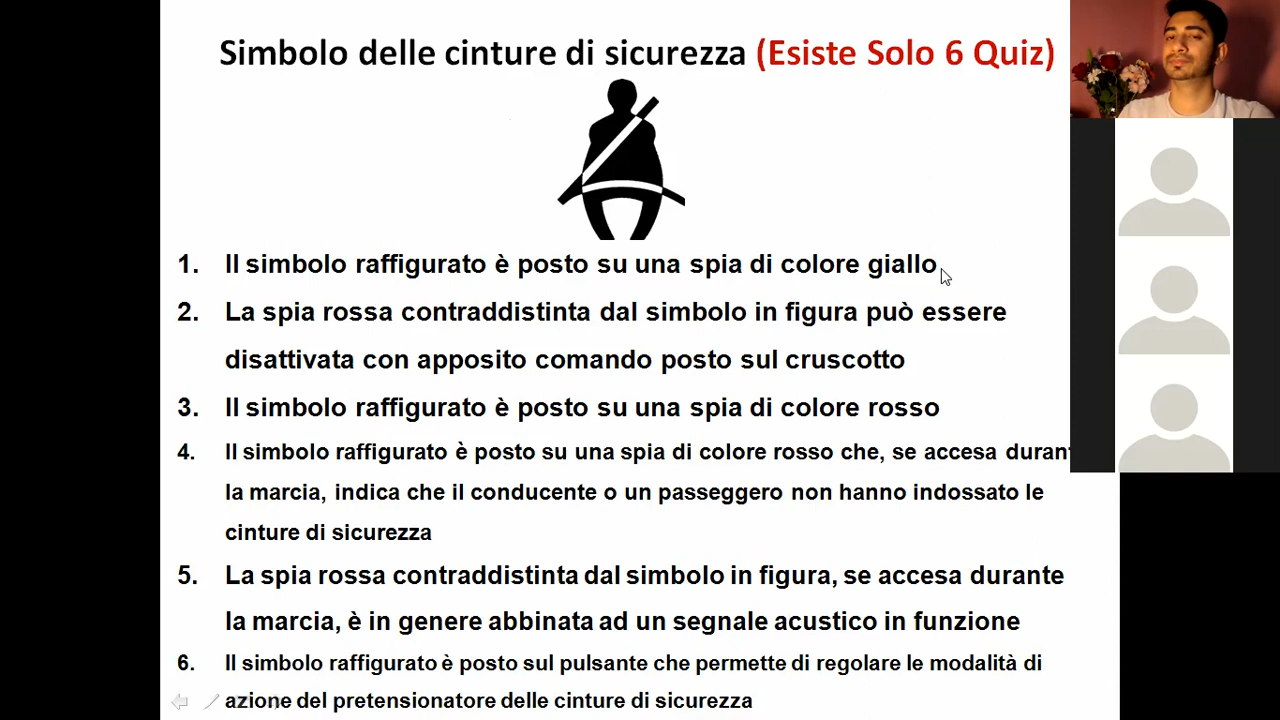 Simbolo delle cinture di sicurezza (Esiste Solo 6 Quiz)
1. Il simbolo raffigurato è posto su una spia di colore giallo
2. La spia rossa contraddistinta dal simbolo in figura può essere
disattivata con apposito comando posto sul cruscotto
3. Il simbolo raffigurato è posto su una spia di colore rosso
4. Il simbolo raffigurato è posto su una spia di colore rosso che, se accesa durant
la marcia, indica che il conducente o un passeggero non hanno indossato le
cinture di sicurezza
5. La spia rossa contraddistinta dal simbolo in figura, se accesa durante
la marcia, è in genere abbinata ad un segnale acustico in funzione
6. Il simbolo raffigurato è posto sul pulsante che permette di regolare le modalità di
azione del pretensionatore delle cinture di sicurezza